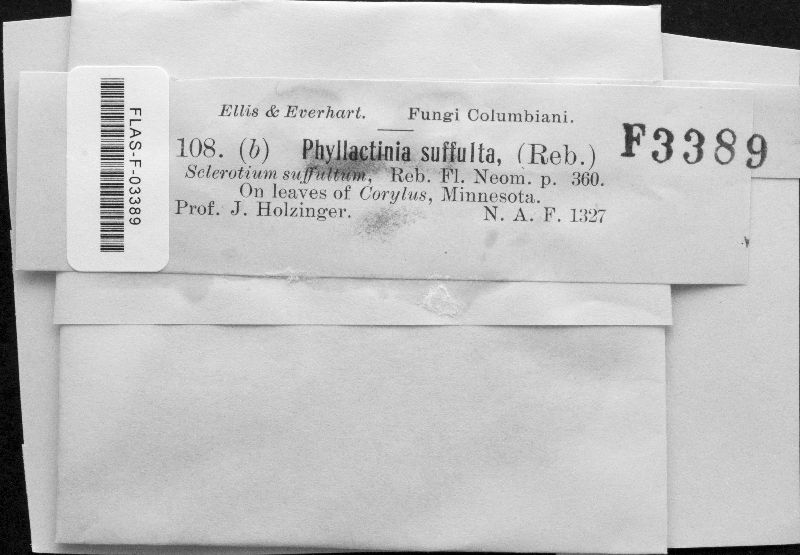 Ellis & Everhart. Fungi Columbiani.
108. (b) Phyllactinia suffulta, (Reb.)
Sclerotium suffultum, Reb. Fl. Neom. p. 360.
On leaves of Corylus, Minnesota.
Prof. J. Holzinger. N. A. F. 1327
F3389
FLAS-F-03389